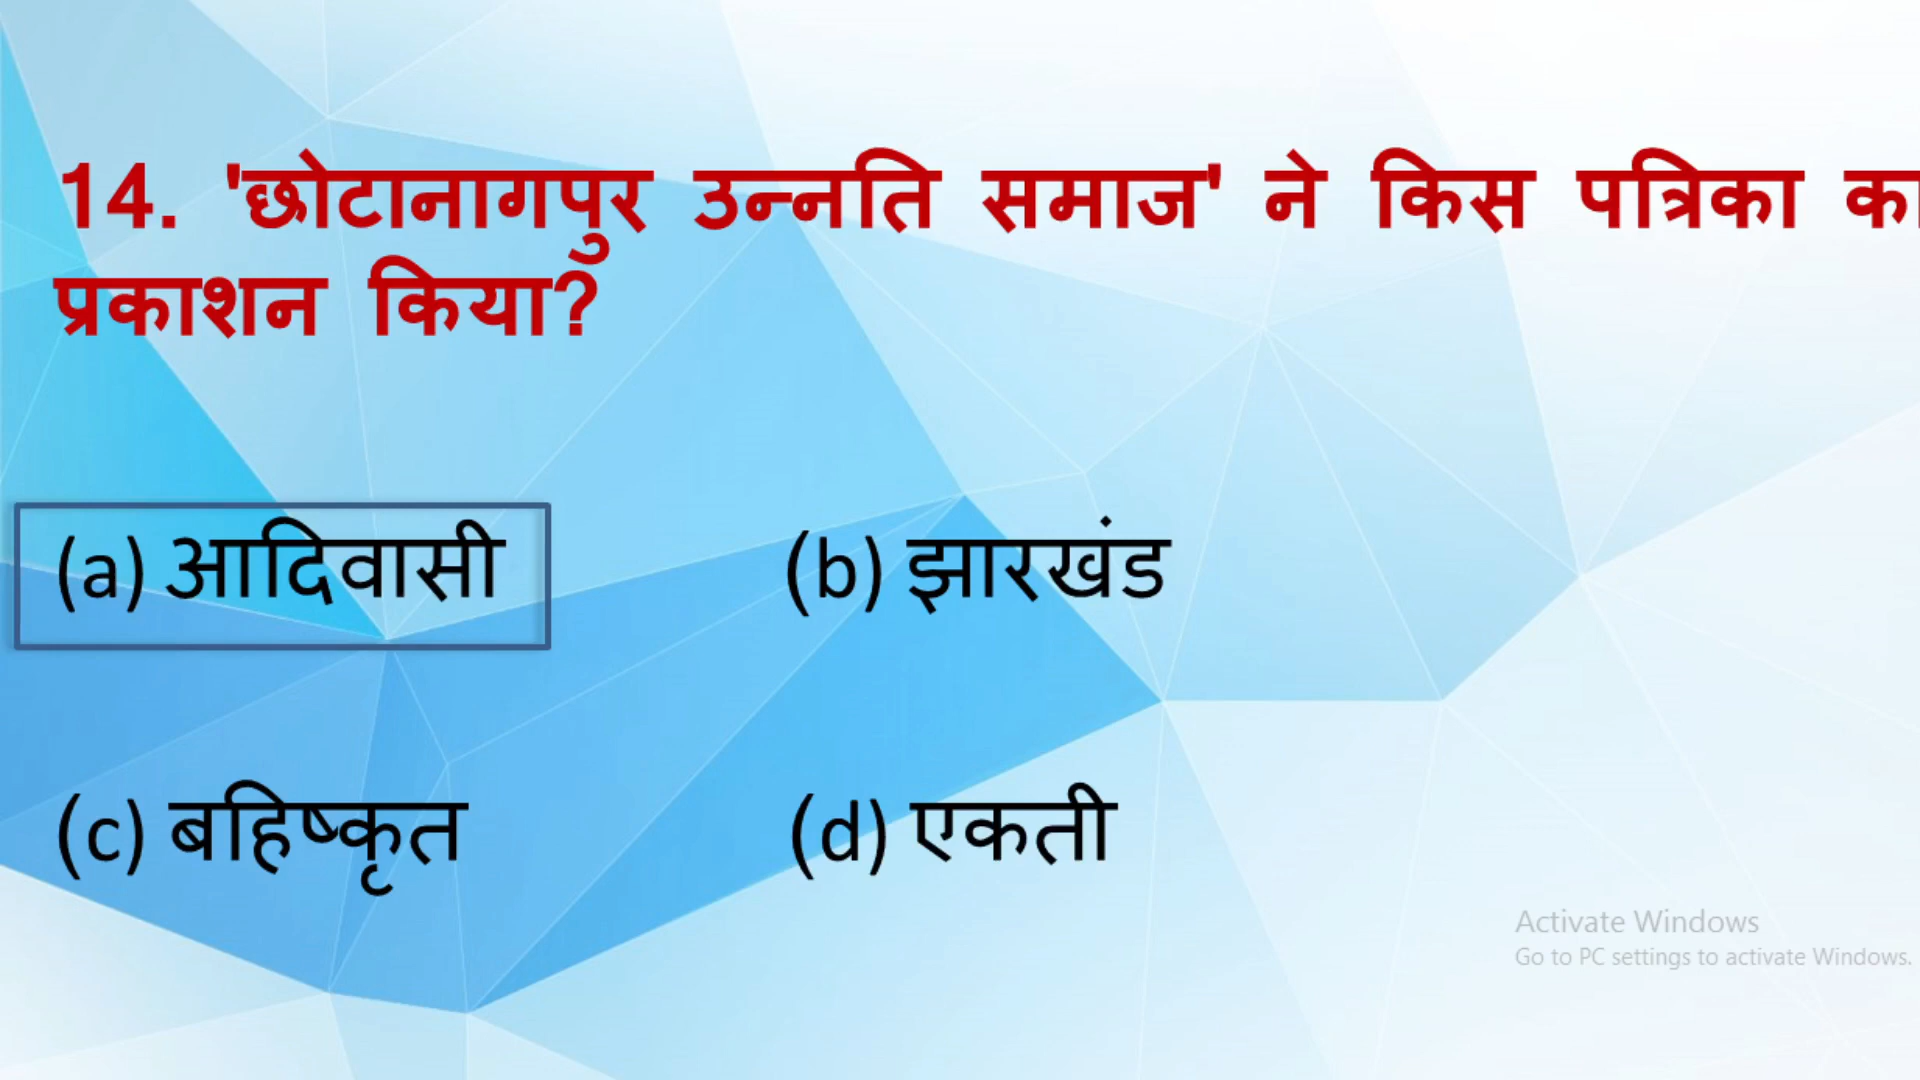 14. 'छोटानागपुर उन्नति समाज' ने किस पत्रिका का
प्रकाशन किया?
(a) आदिवासी (b) झारखंड
(c) बहिष्कृत (d) एकती
Activate Windows
Go to PC settings to activate Windows.